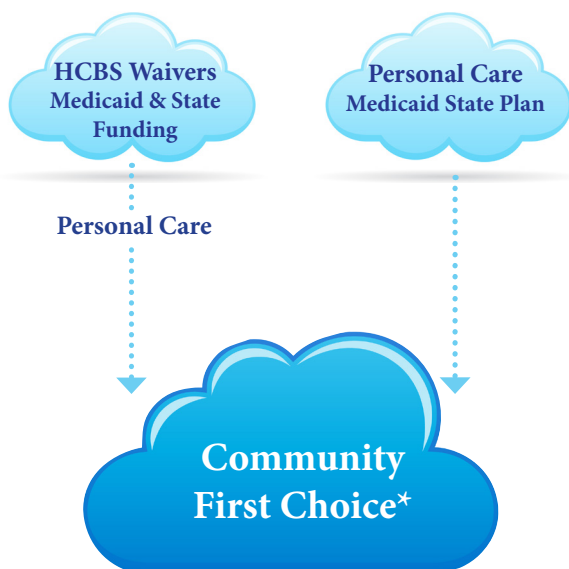 HCBS Waivers
Medicaid & State
Funding
Personal Care
Medicaid State Plan
Personal Care
Community
First Choice*